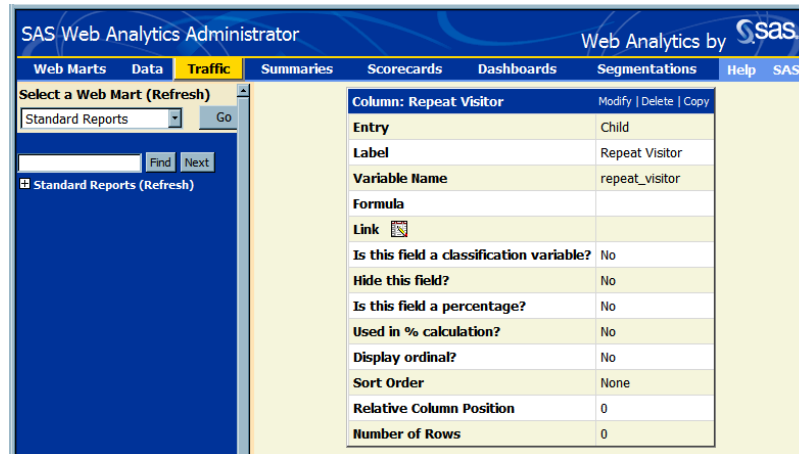 SAS Web Analytics Administrator
Web Analytics by Ssas.
Web Marts Data Traffic Summaries Scorecards Dashboards Segmentations Help SAS
Select a Web Mart (Refresh)
Standard Reports Go
Find Next
Standard Reports (Refresh)
Column: Repeat Visitor Modify | Delete | Copy
Entry Child
Label Repeat Visitor
Variable Name repeat_visitor
Formula
Link
Is this field a classification variable? No
Hide this field? No
Is this field a percentage? No
Used in % calculation? No
Display ordinal? No
Sort Order None
Relative Column Position 0
Number of Rows 0